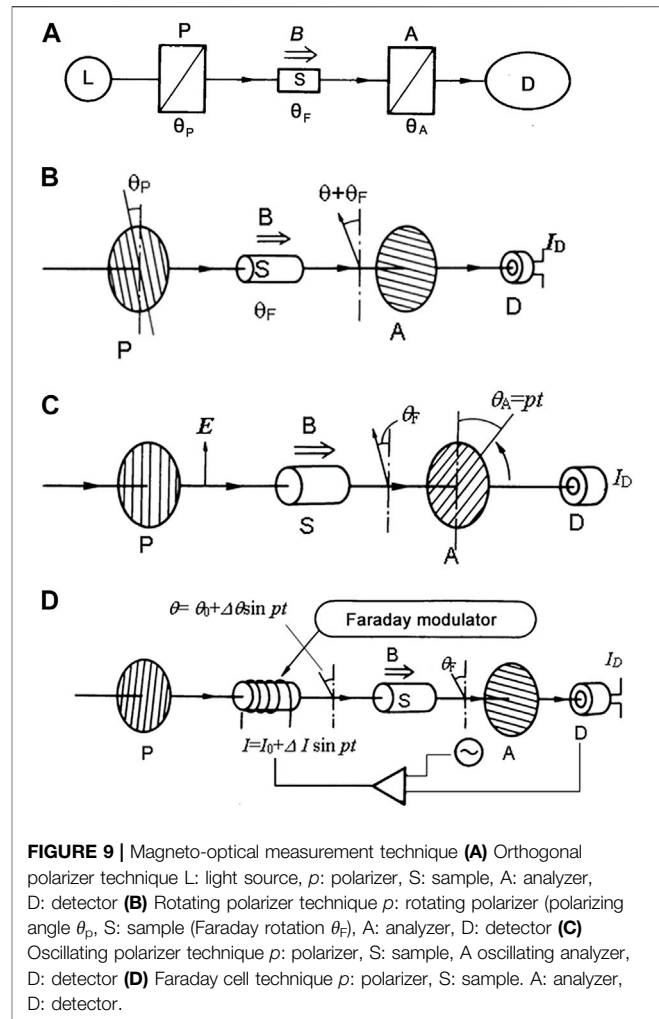 A
P
B
A
L
S
D
θP
θF
θA
B
θP
θ+θF
B
S
ID
θF
D
P
A
C
θA=pt
θF
E
B
ID
P
S
A
D
D
θ= θ0+Δθsin pt
Faraday modulator
B
θF
ID
S
P
I=I0+Δ I sin pt
A
D
FIGURE 9 | Magneto-optical measurement technique (A) Orthogonal
polarizer technique L: light source, p: polarizer, S: sample, A: analyzer,
D: detector (B) Rotating polarizer technique p: rotating polarizer (polarizing
angle θp, S: sample (Faraday rotation θF), A: analyzer, D: detector (C)
Oscillating polarizer technique p: polarizer, S: sample, A oscillating analyzer,
D: detector (D) Faraday cell technique p: polarizer, S: sample. A: analyzer,
D: detector.